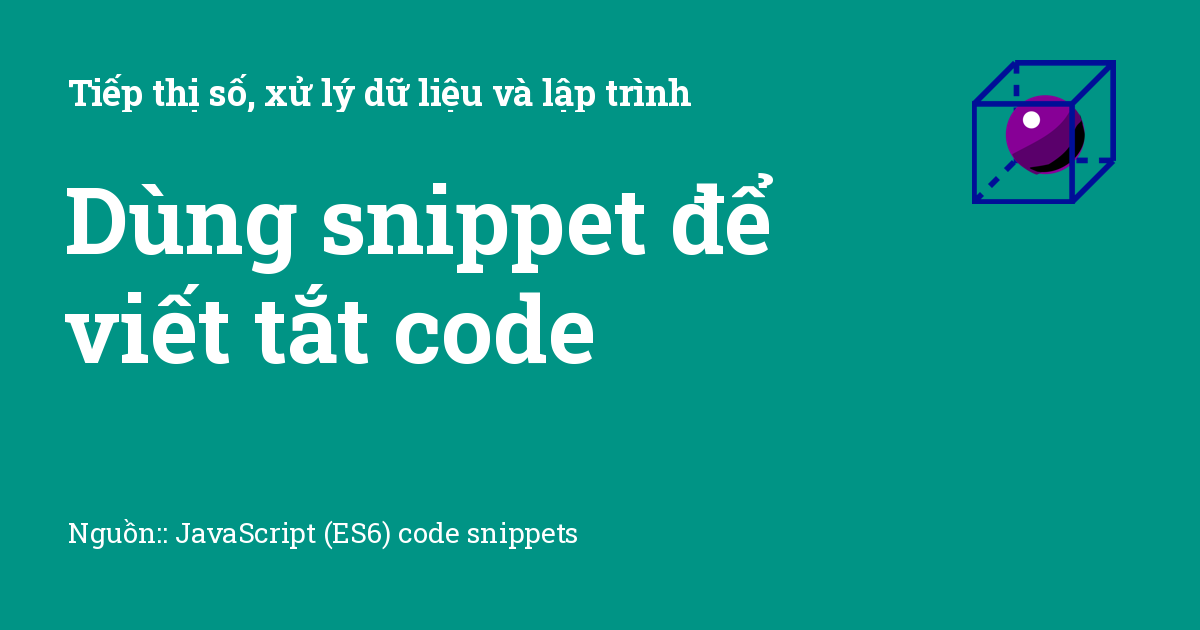 Tiếp thị số, xử lý dữ liệu và lập trình
Dùng snippet để
viết tắt code
Nguồn:: JavaScript (ES6) code snippets